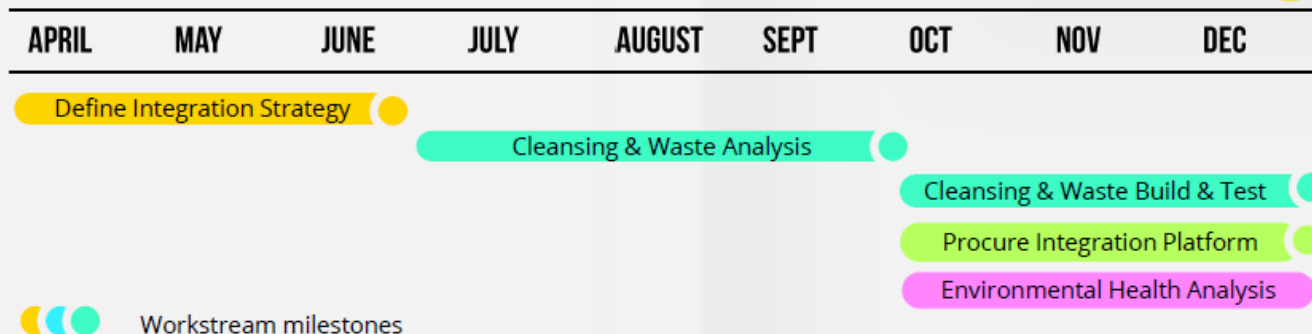 APRIL MAY JUNE JULY AUGUST SEPT OCT NOV DEC
Define Integration Strategy
Cleansing & Waste Analysis
Cleansing & Waste Build & Test
Procure Integration Platform
Environmental Health Analysis
Workstream milestones